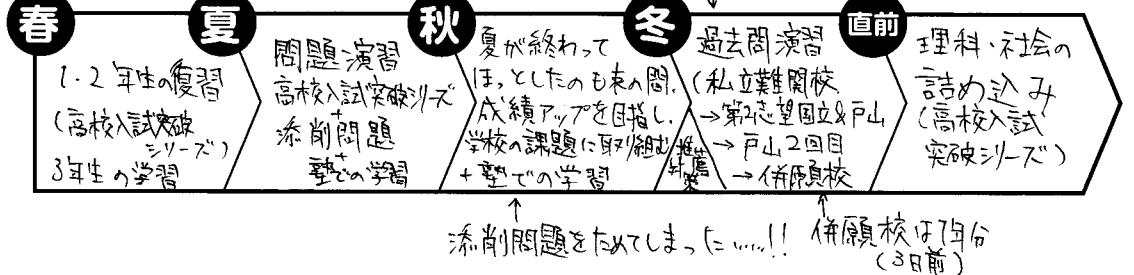 春
1・2年生の復習
(高校入試突破
シリーズ)
3年生の学習
夏
問題演習
高校入試突破シリーズ
+
添削問題
+
塾での学習
秋
夏が終わって
ほっとしたのも束の間、
成績アップを目指し、
学校の課題に取り組む
+塾での学習
冬
推薦
対策
過去問演習
(私立難関校
→第2志望国立&戸山
→戸山2回目
→併願校
直前
理科・社会の
詰め込み
(高校入試
突破シリーズ)
添削問題をためてしまった……!!
併願校は1年分
(3日前)